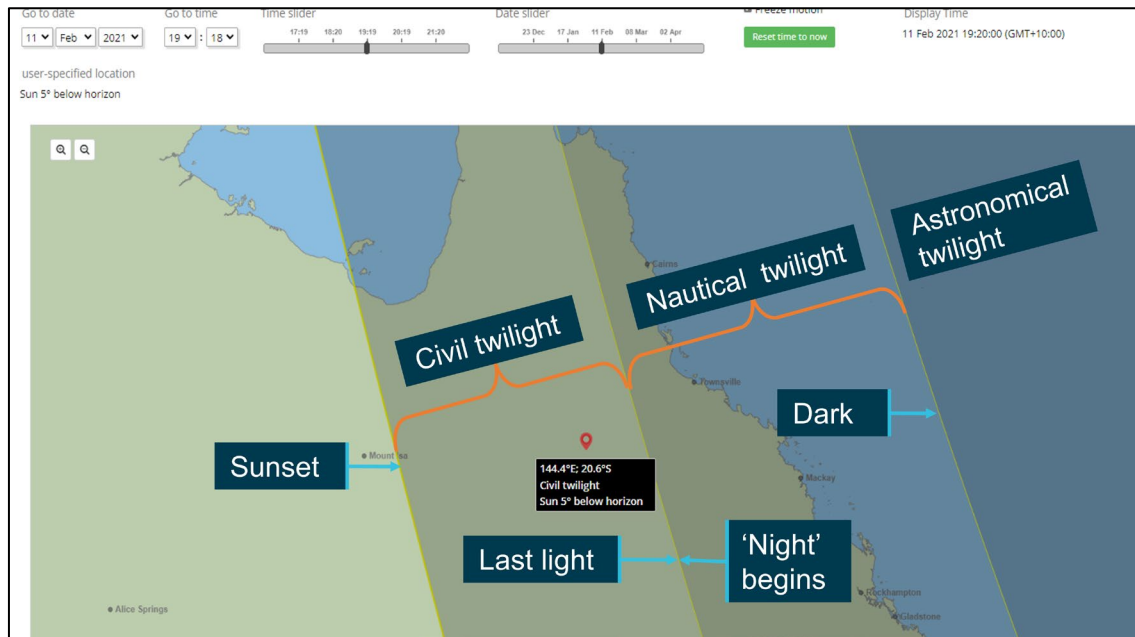 Go to date
Go to time
Time slider
Date slider
Freeze motion
Display Time
11 Feb 2021
19 : 18
17:19 18:20 19:19 20:19 21:20
23 Dec 17 Jan 11 Feb 08 Mar 02 Apr
Reset time to now
11 Feb 2021 19:20:00 (GMT+10:00)
user-specified location
Sun 5° below horizon
Astronomical
twilight
Nautical twilight
Cairns
Civil twilight
Townsville
Dark
Sunset
Mount Isa
144.4°E; 20.6°S
Civil twilight
Sun 5° below horizon
Mackay
Last light
'Night'
begins
Rockhampton
Gladstone
Alice Springs